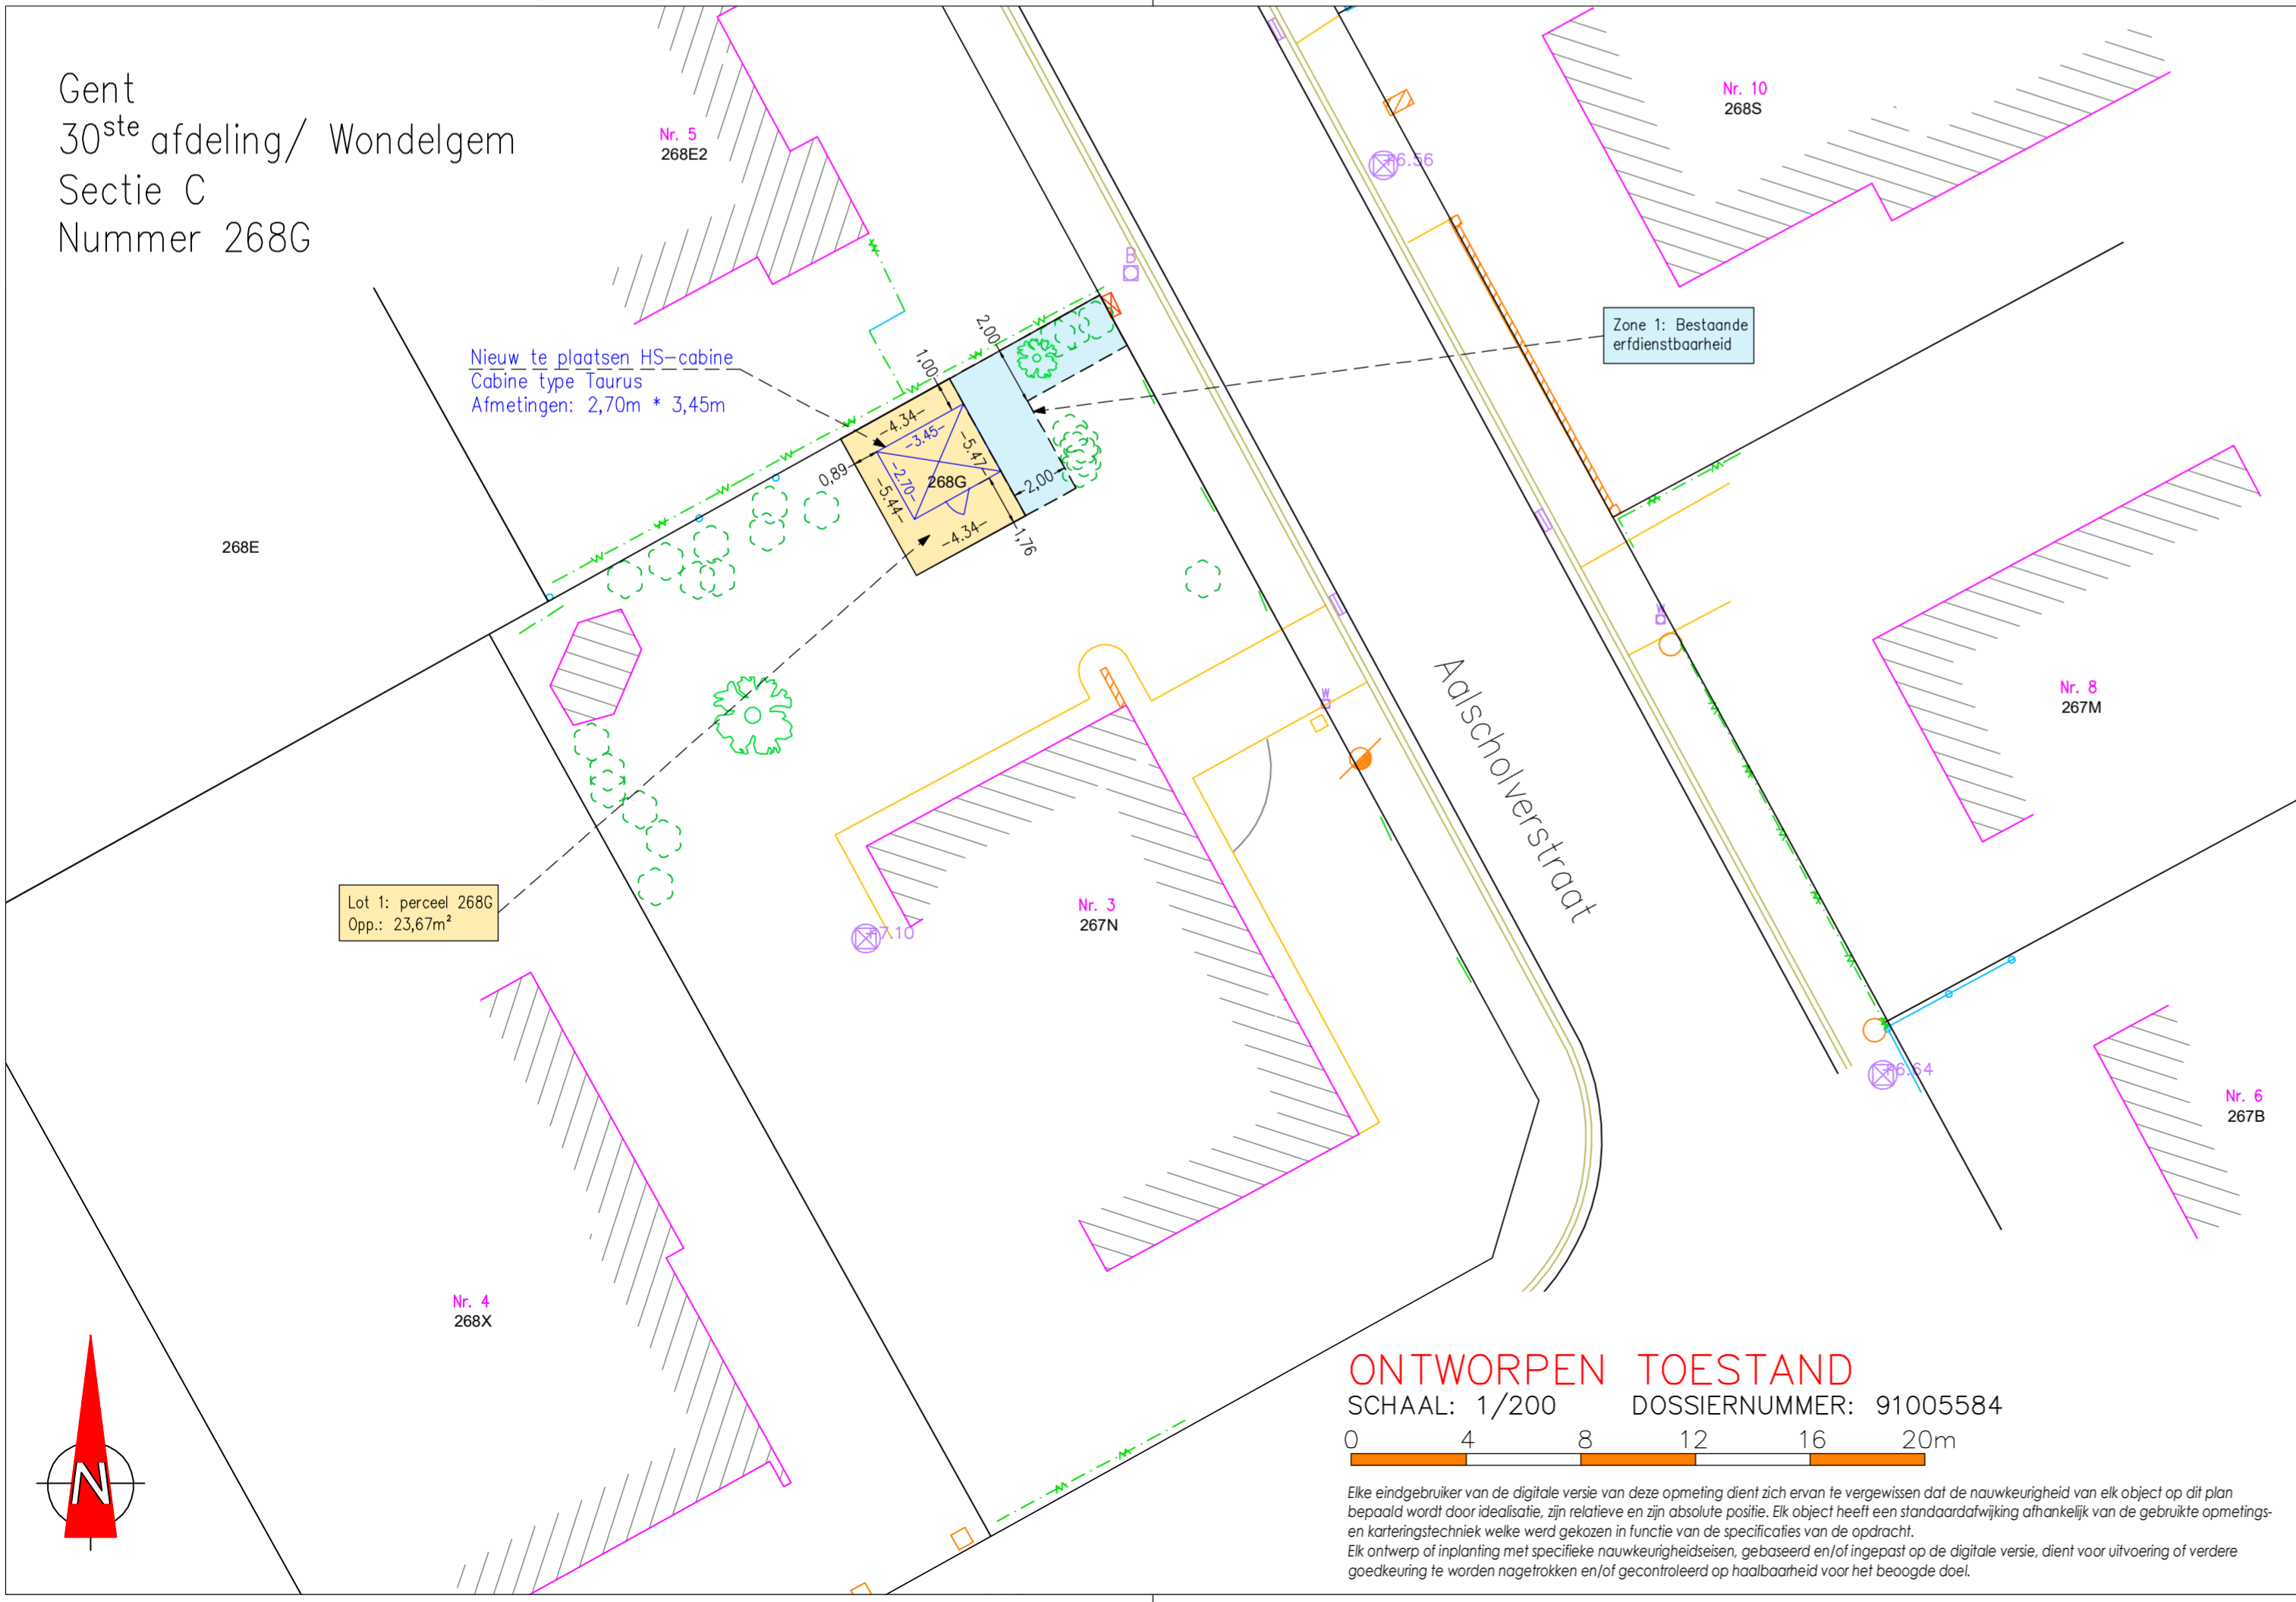 Gent
30ste afdeling/ Wondelgem
Sectie C
Nummer 268G
Nr. 5
268E2
Nr. 10
268S
+6.56
B
Zone 1: Bestaande
erfdienstbaarheid
Nieuw te plaatsen HS-cabine
Cabine type Taurus
Afmetingen: 2,70m * 3,45m
2,00
1,00
-4.34-
-3.45-
0,89
-5.47-
-2.70-
268G
-5.44-
-2,00-
-4.34-
1,76
268E
W
W
Aalscholverstraat
Nr. 8
267M
Lot 1: perceel 268G
Opp.: 23,67m²
Nr. 3
267N
+7.10
+6.64
Nr. 6
267B
Nr. 4
268X
N
ONTWORPEN TOESTAND
SCHAAL: 1/200 DOSSIERNUMMER: 91005584
0 4 8 12 16 20m
Elke eindgebruiker van de digitale versie van deze opmeting dient zich ervan te vergewissen dat de nauwkeurigheid van elk object op dit plan
bepaald wordt door idealisatie, zijn relatieve en zijn absolute positie. Elk object heeft een standaardafwijking afhankelijk van de gebruikte opmetings-
en karteringstechniek welke werd gekozen in functie van de specificaties van de opdracht.
Elk ontwerp of inplanting met specifieke nauwkeurigheidseisen, gebaseerd en/of ingepast op de digitale versie, dient voor uitvoering of verdere
goedkeuring te worden nagetrokken en/of gecontroleerd op haalbaarheid voor het beoogde doel.